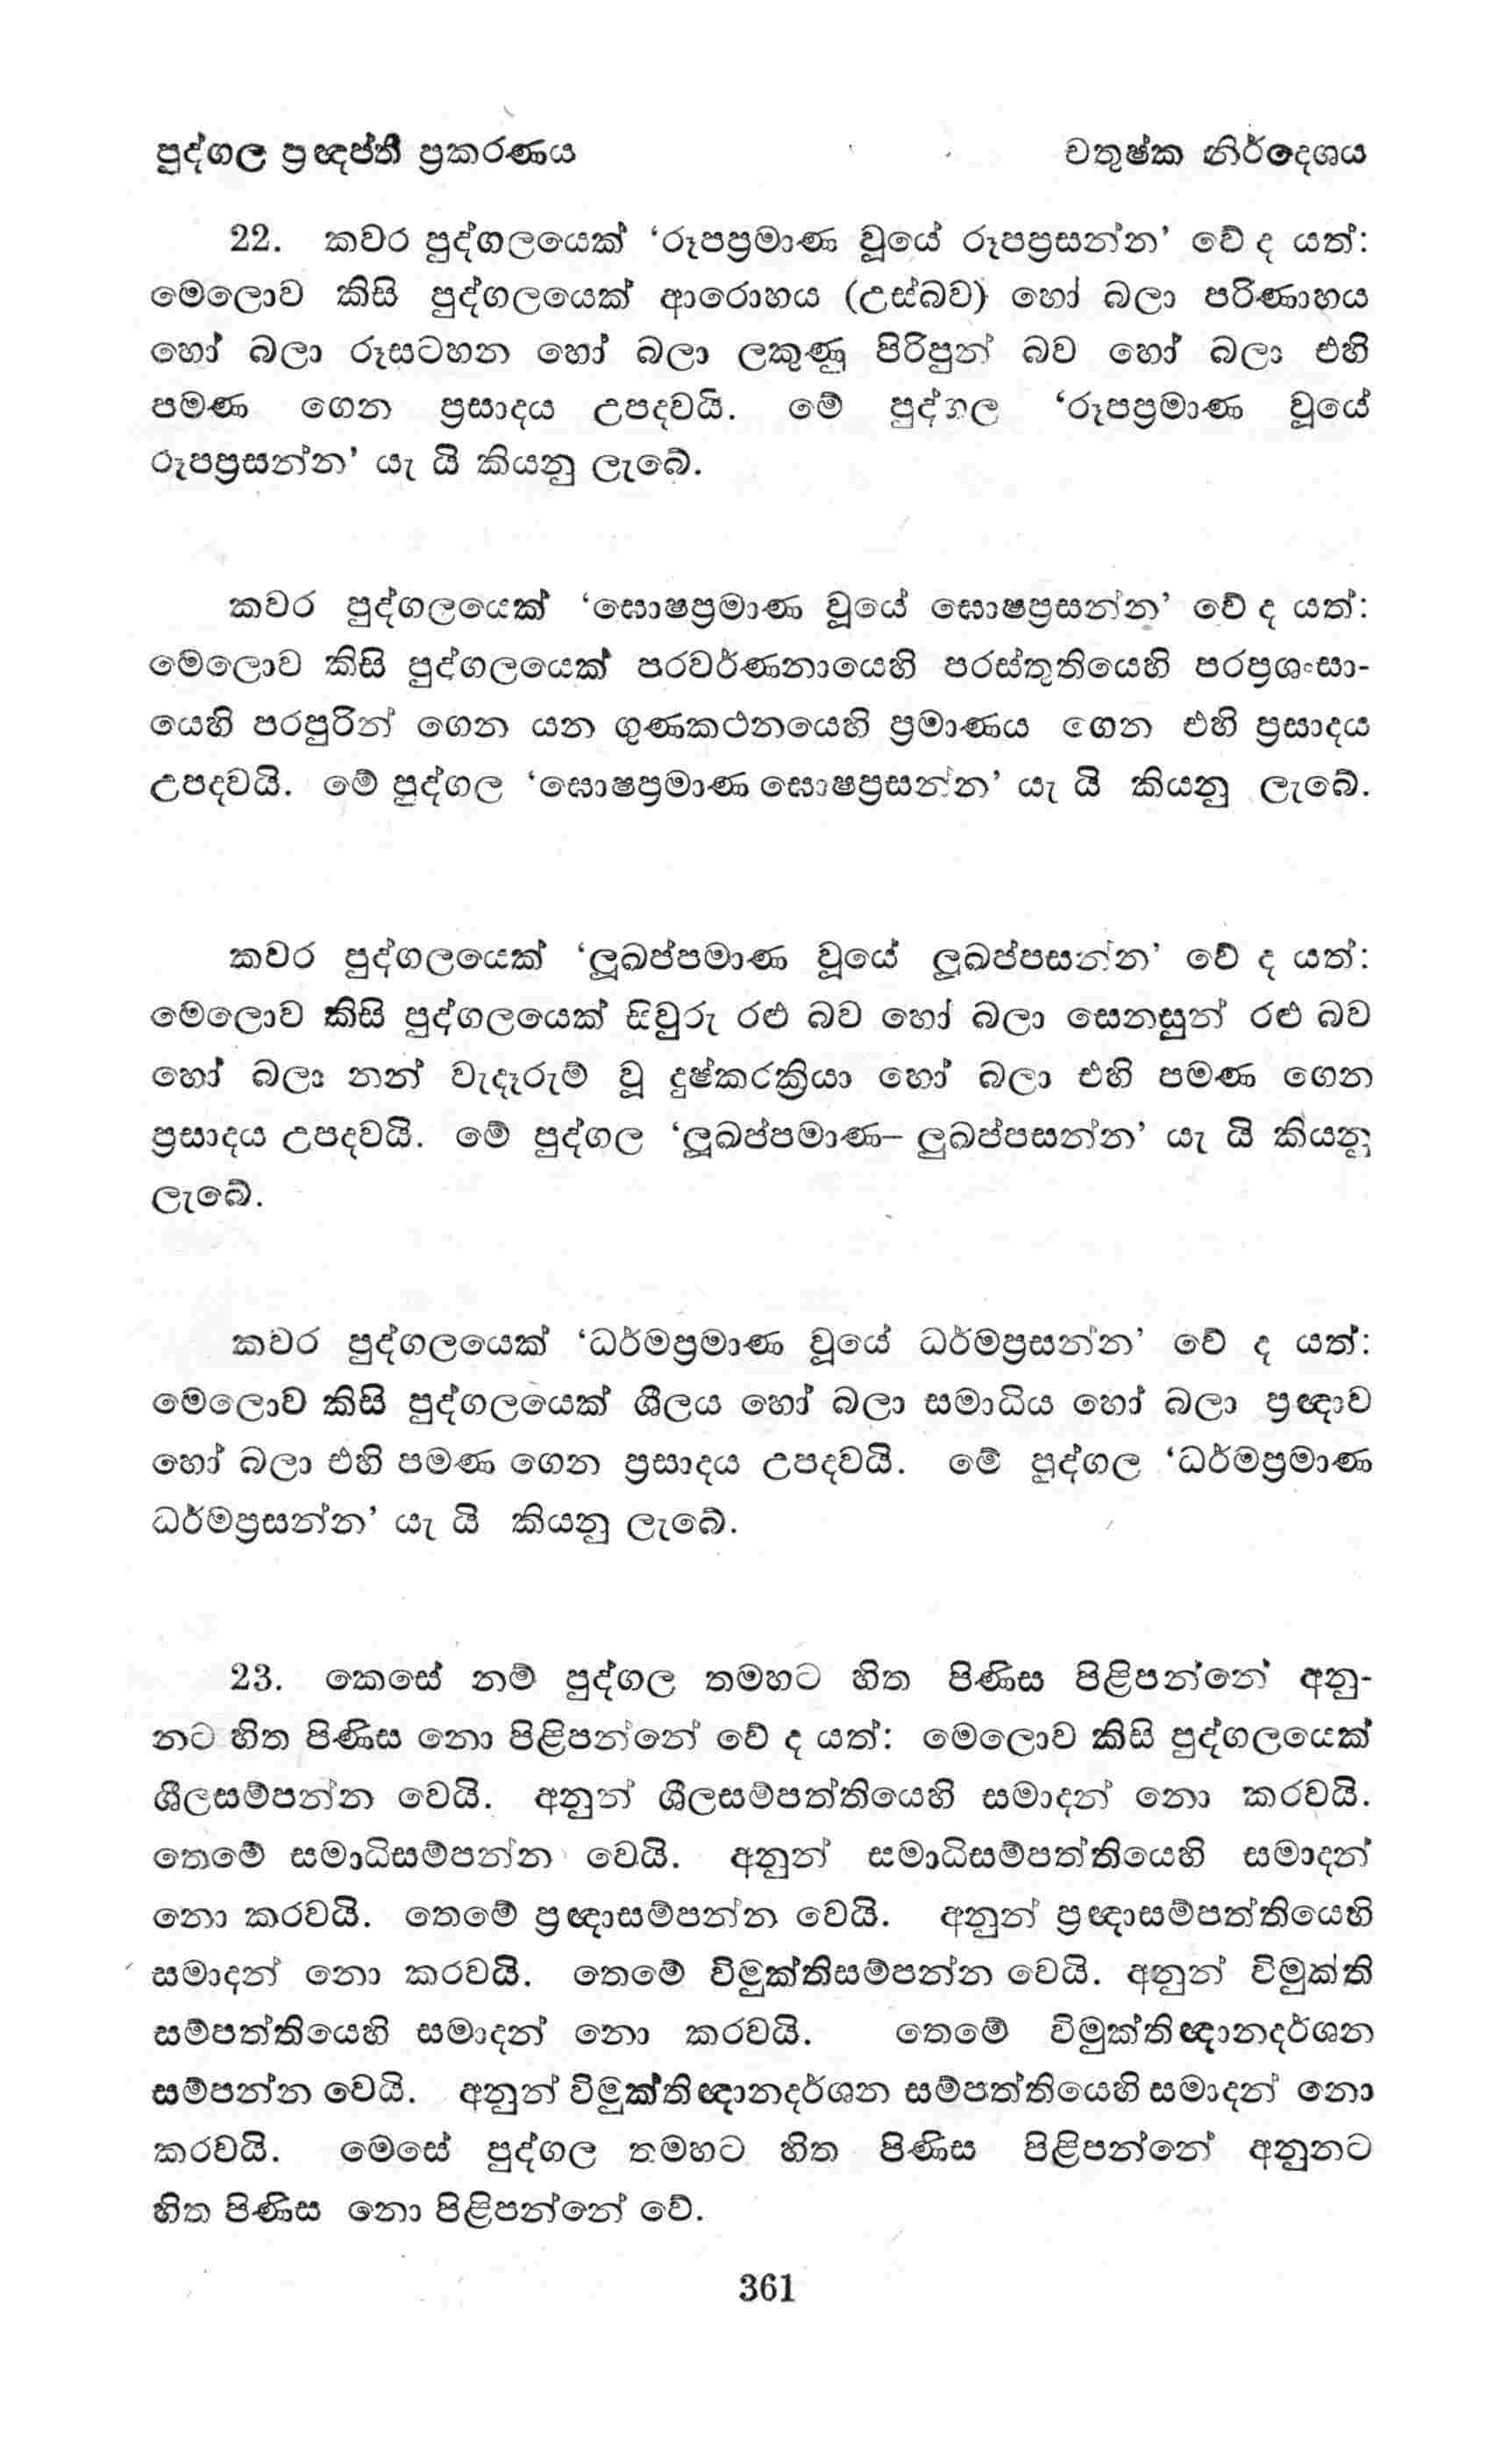 පුද්ගල ප්‍රඥප්ති ප්‍රකරණය
චතුෂ්ක නිර්දෙශය
22. කවර පුද්ගලයෙක් ‘රූපප්‍රමාණ වූයේ රූපප්‍රසන්න’ වේ ද යත්:
මෙලොව කිසි පුද්ගලයෙක් ආරොහය (උස්බව) හෝ බලා පරිණාහය
හෝ බලා රූසටහන හෝ බලා ලකුණු පිරිපුන් බව හෝ බලා එහි
පමණ ගෙන ප්‍රසාදය උපදවයි. මේ පුද්ගල ‘රූපප්‍රමාණ වූයේ
රූපප්‍රසන්න’ යැ යි කියනු ලැබේ.
කවර පුද්ගලයෙක් ‘ඝොෂප්‍රමාණ වූයේ ඝොෂප්‍රසන්න’ වේ ද යත්:
මෙලොව කිසි පුද්ගලයෙක් පරවර්ණනායෙහි පරස්තුතියෙහි පරප්‍රශංසා-
යෙහි පරපුරින් ගෙන යන ගුණකථනයෙහි ප්‍රමාණය ගෙන එහි ප්‍රසාදය
උපදවයි. මේ පුද්ගල ‘ඝොෂප්‍රමාණ ඝොෂප්‍රසන්න’ යැ යි කියනු ලැබේ.
කවර පුද්ගලයෙක් ‘ලූඛප්පමාණ වූයේ ලූඛප්පසන්න’ වේ ද යත්:
මෙලොව කිසි පුද්ගලයෙක් සිවුරු රළු බව හෝ බලා සෙනසුන් රළු බව
හෝ බලා නන් වැදෑරුම් වූ දුෂ්කරක්‍රියා හෝ බලා එහි පමණ ගෙන
ප්‍රසාදය උපදවයි. මේ පුද්ගල ‘ලූඛප්පමාණ– ලුඛප්පසන්න’ යැ යි කියනු
ලැබේ.
කවර පුද්ගලයෙක් ‘ධර්මප්‍රමාණ වූයේ ධර්මප්‍රසන්න’ වේ ද යත්:
මෙලොව කිසි පුද්ගලයෙක් ශීලය හෝ බලා සමාධිය හෝ බලා ප්‍රඥාව
හෝ බලා එහි පමණ ගෙන ප්‍රසාදය උපදවයි. මේ පුද්ගල ‘ධර්මප්‍රමාණ
ධර්මප්‍රසන්න’ යැ යි කියනු ලැබේ.
23. කෙසේ නම් පුද්ගල තමහට හිත පිණිස පිළිපන්නේ අනු-
නට හිත පිණිස නො පිළිපන්නේ වේ ද යත්: මෙලොව කිසි පුද්ගලයෙක්
ශීලසම්පන්න වෙයි. අනුන් ශීලසම්පත්තියෙහි සමාදන් නො කරවයි.
තෙමේ සමාධිසම්පන්න වෙයි. අනුන් සමාධිසම්පත්තියෙහි සමාදන්
නො කරවයි. තෙමේ ප්‍රඥාසම්පන්න වෙයි. අනුන් ප්‍රඥාසම්පත්තියෙහි
සමාදන් නො කරවයි. තෙමේ විමුක්තිසම්පන්න වෙයි. අනුන් විමුක්ති
සම්පත්තියෙහි සමාදන් නො කරවයි. තෙමේ විමුක්තිඥානදර්ශන
සම්පන්න වෙයි. අනුන් විමුක්තිඥානදර්ශන සම්පත්තියෙහි සමාදන් නො
කරවයි. මෙසේ පුද්ගල තමහට හිත පිණිස පිළිපන්නේ අනුනට
හිත පිණිස නො පිළිපන්නේ වේ.
361